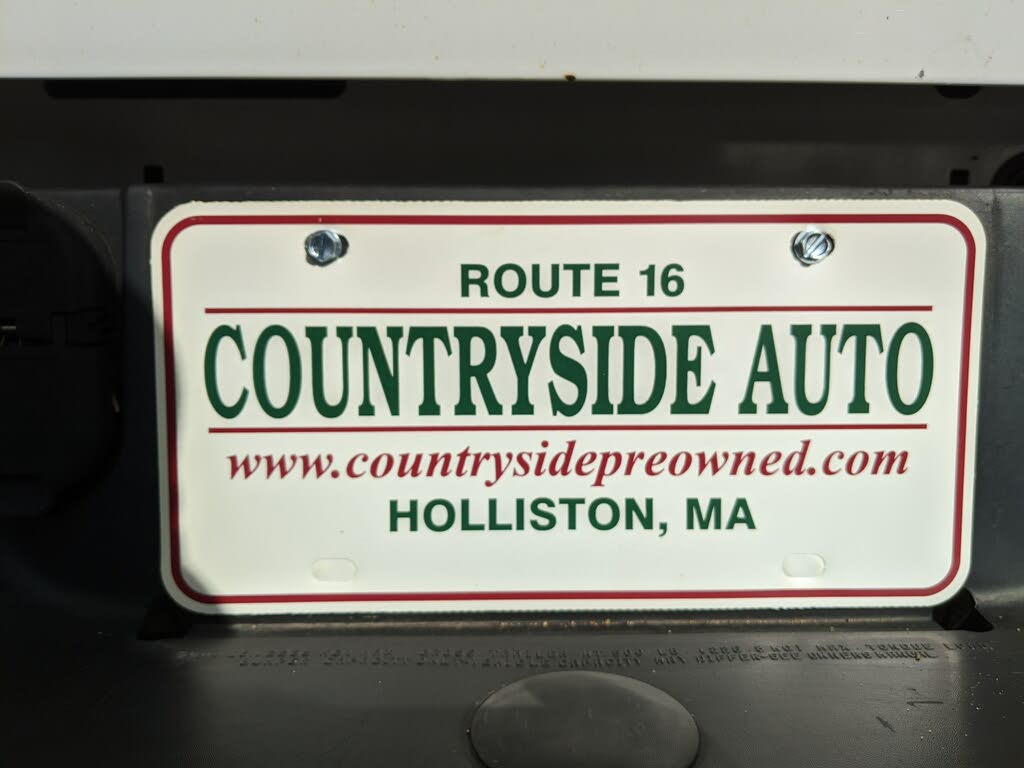 ROUTE 16
COUNTRYSIDE AUTO
www.countrysidepreowned.com
HOLLISTON, MA